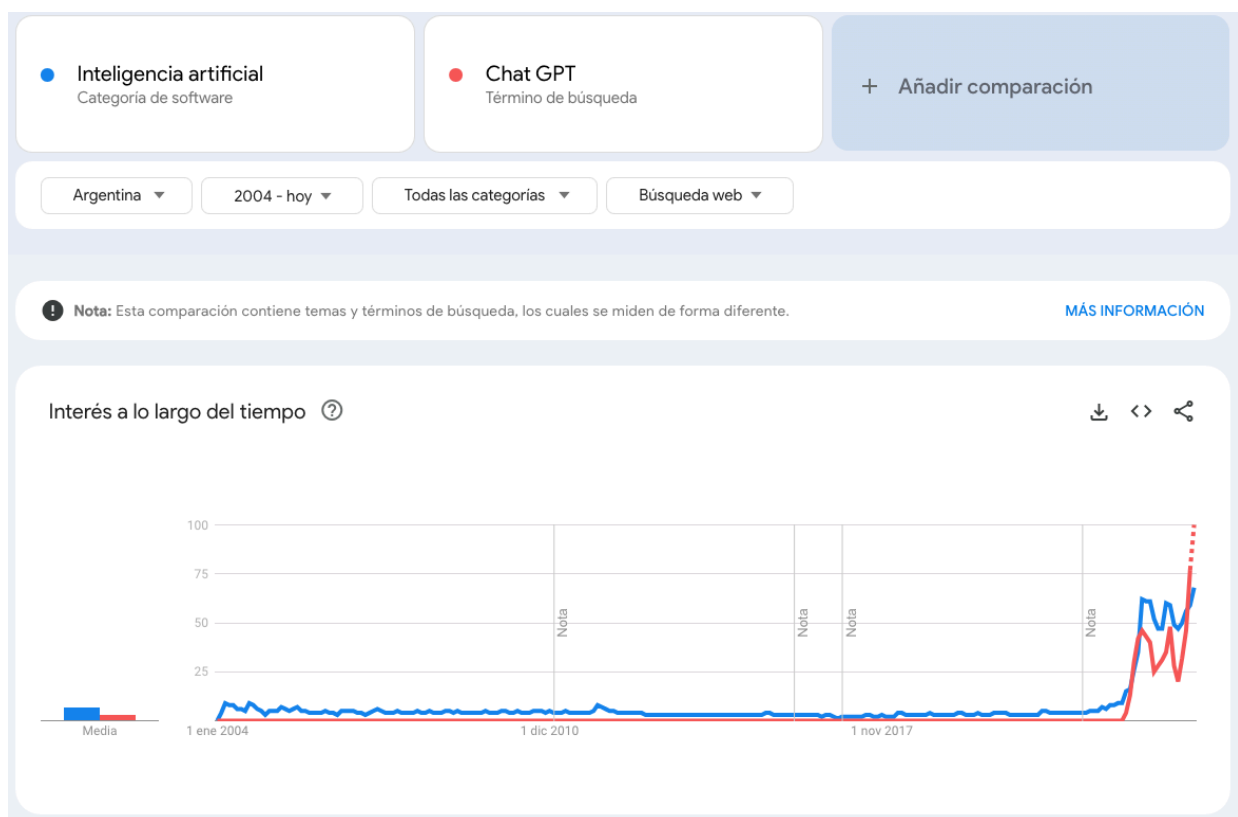 Inteligencia artificial
Categoría de software
Chat GPT
Término de búsqueda
+ Añadir comparación
Argentina
2004 - hoy
Todas las categorías
Búsqueda web
Nota: Esta comparación contiene temas y términos de búsqueda, los cuales se miden de forma diferente.
MÁS INFORMACIÓN
Interés a lo largo del tiempo
100
75
50
25
Nota
Nota
Nota
Nota
Media
1 ene 2004
1 dic 2010
1 nov 2017